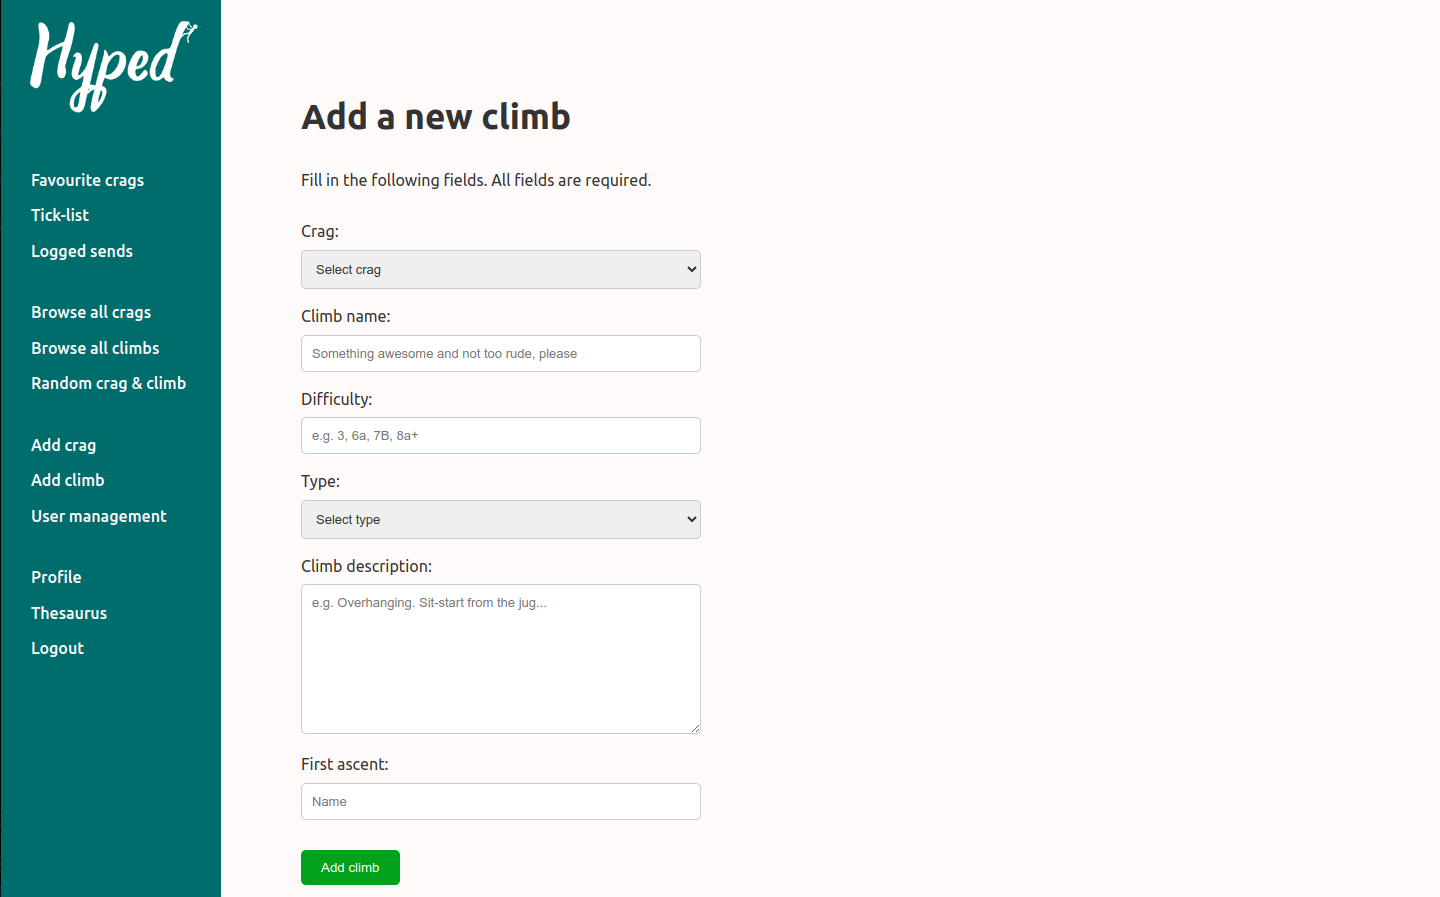 Hyped
Favourite crags
Tick-list
Logged sends
Browse all crags
Browse all climbs
Random crag & climb
Add crag
Add climb
User management
Profile
Thesaurus
Logout
Add a new climb
Fill in the following fields. All fields are required.
Crag:
Select crag
Climb name:
Something awesome and not too rude, please
Difficulty:
e.g. 3, 6a, 7B, 8a+
Type:
Select type
Climb description:
e.g. Overhanging. Sit-start from the jug...
First ascent:
Name
Add climb